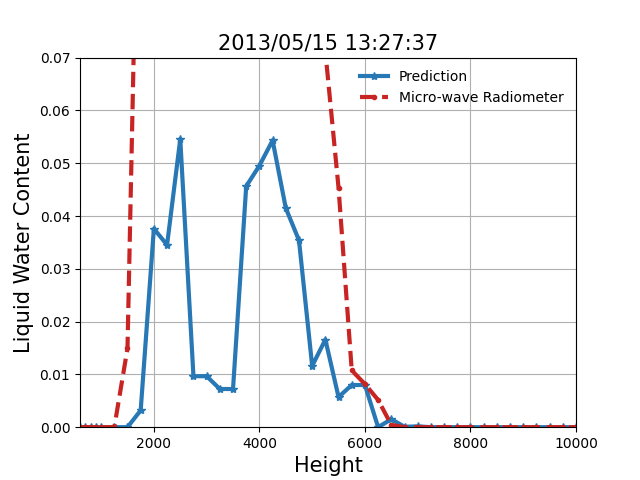 2013/05/15 13:27:37
Prediction
Micro-wave Radiometer
Liquid Water Content
0.07
0.06
0.05
0.04
0.03
0.02
0.01
0.00
2000 4000 6000 8000 10000
Height